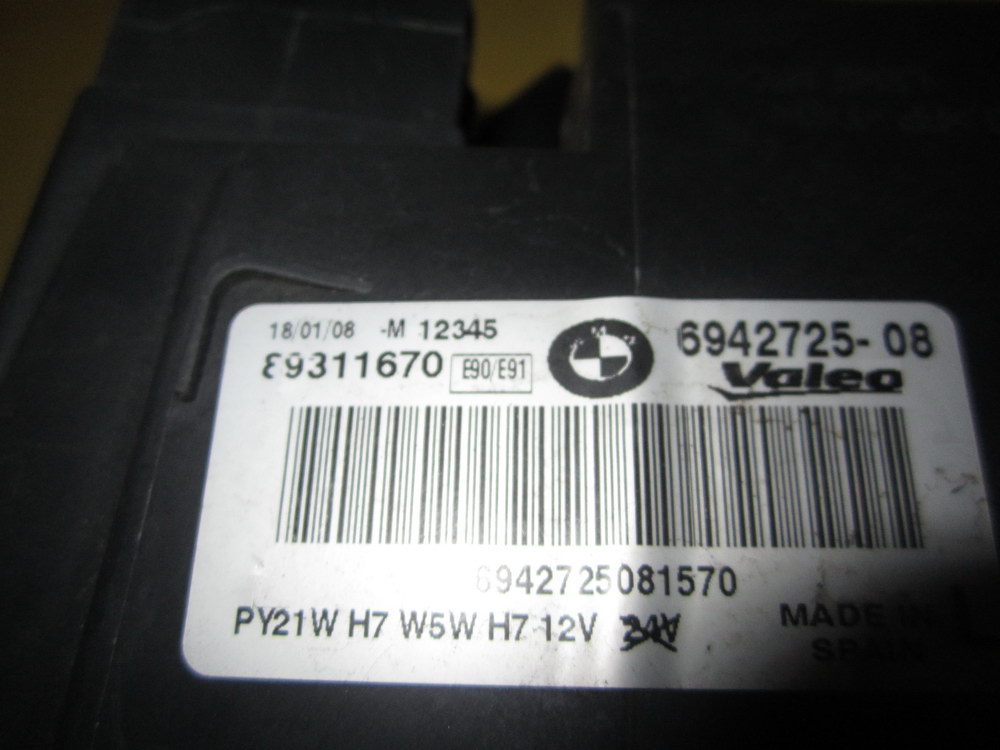 18/01/08 -M 12345
89311670 E90/E91
6942725-08
Valeo
6942725081570
PY21W H7 W5W H7 12V 24V
MADE IN
SPAIN